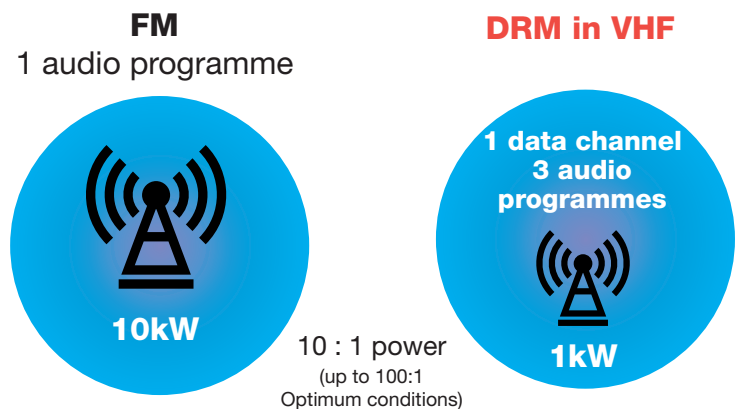 FM
1 audio programme
10kW
DRM in VHF
1 data channel
3 audio
programmes
1kW
10 : 1 power
(up to 100:1
Optimum conditions)